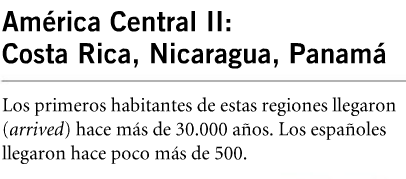 América Central II:
Costa Rica, Nicaragua, Panamá
Los primeros habitantes de estas regiones llegaron
(arrived) hace más de 30.000 años. Los españoles
llegaron hace poco más de 500.